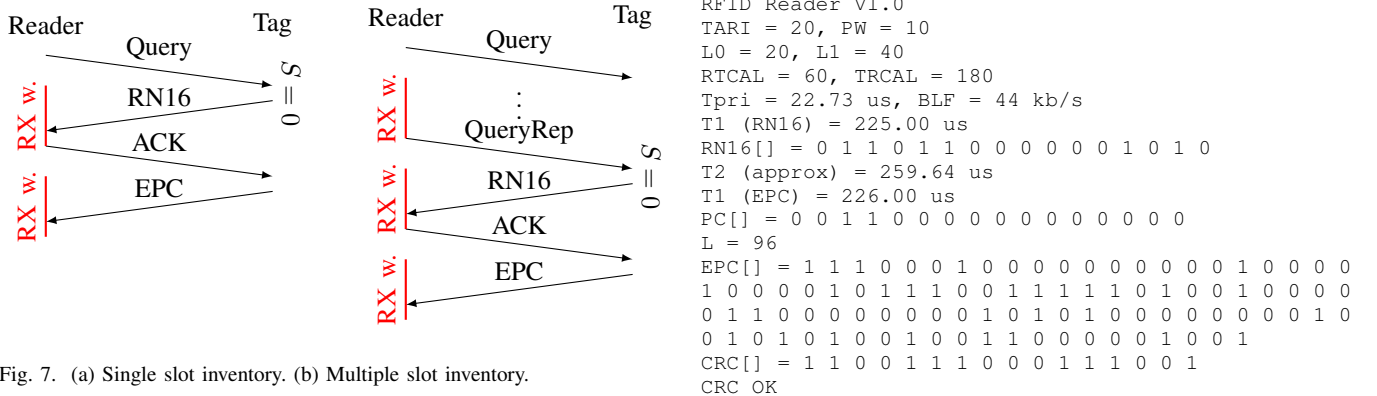 Reader
Tag
Query
S = 0
RX w.
RN16
ACK
RX w.
EPC
Reader
Tag
Query
RX w.
⋮
QueryRep
S = 0
RX w.
RN16
ACK
RX w.
EPC
Fig. 7. (a) Single slot inventory. (b) Multiple slot inventory.
RFID Reader V1.0
TARI = 20, PW = 10
L0 = 20, L1 = 40
RTCAL = 60, TRCAL = 180
Tpri = 22.73 us, BLF = 44 kb/s
T1 (RN16) = 225.00 us
RN16[] = 0 1 1 0 1 1 0 0 0 0 0 0 1 0 1 0
T2 (approx) = 259.64 us
T1 (EPC) = 226.00 us
PC[] = 0 0 1 1 0 0 0 0 0 0 0 0 0 0 0 0
L = 96
EPC[] = 1 1 1 0 0 0 1 0 0 0 0 0 0 0 0 0 0 1 0 0 0 0
1 0 0 0 0 1 0 1 1 1 0 0 1 1 1 1 1 0 1 0 0 1 0 0 0 0
0 1 1 0 0 0 0 0 0 0 0 1 0 1 0 1 0 0 0 0 0 0 0 0 1 0
0 1 0 1 0 1 0 0 1 0 0 1 1 0 0 0 0 0 1 0 0 1
CRC[] = 1 1 0 0 1 1 1 0 0 0 1 1 1 0 0 1
CRC OK